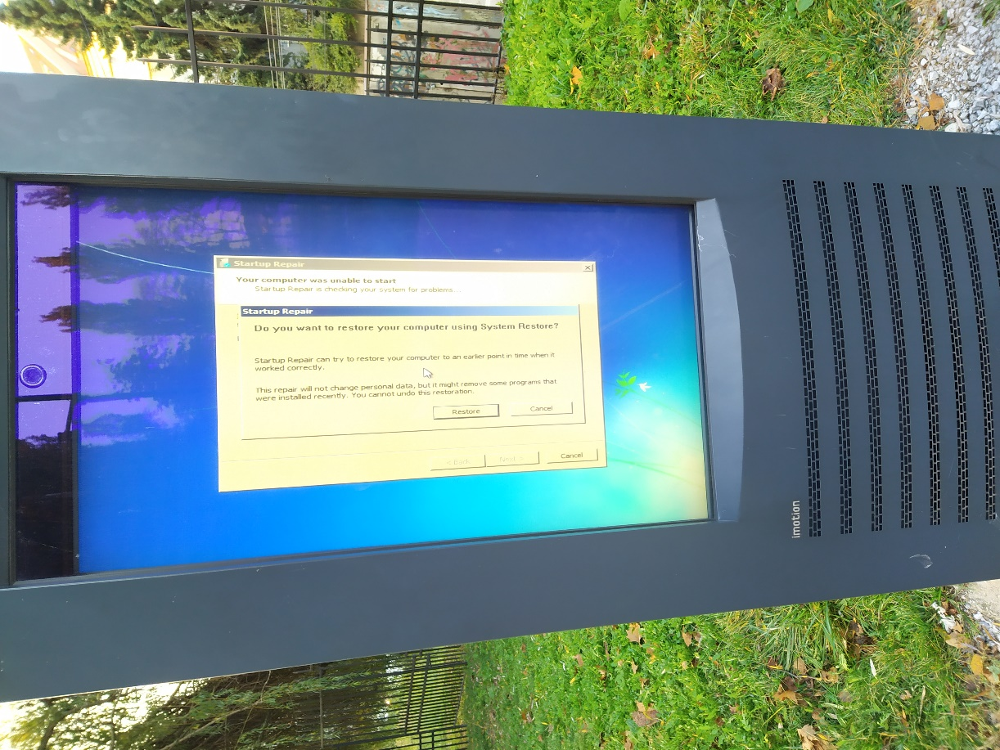 Startup Repair
Your computer was unable to start
Startup Repair is checking your system for problems...
Startup Repair
Do you want to restore your computer using System Restore?
Startup Repair can try to restore your computer to an earlier point in time when it
worked correctly.
This repair will not change personal data, but it might remove some programs that
were installed recently. You cannot undo this restoration.
Restore
Cancel
< Back
Next >
Cancel
imotion